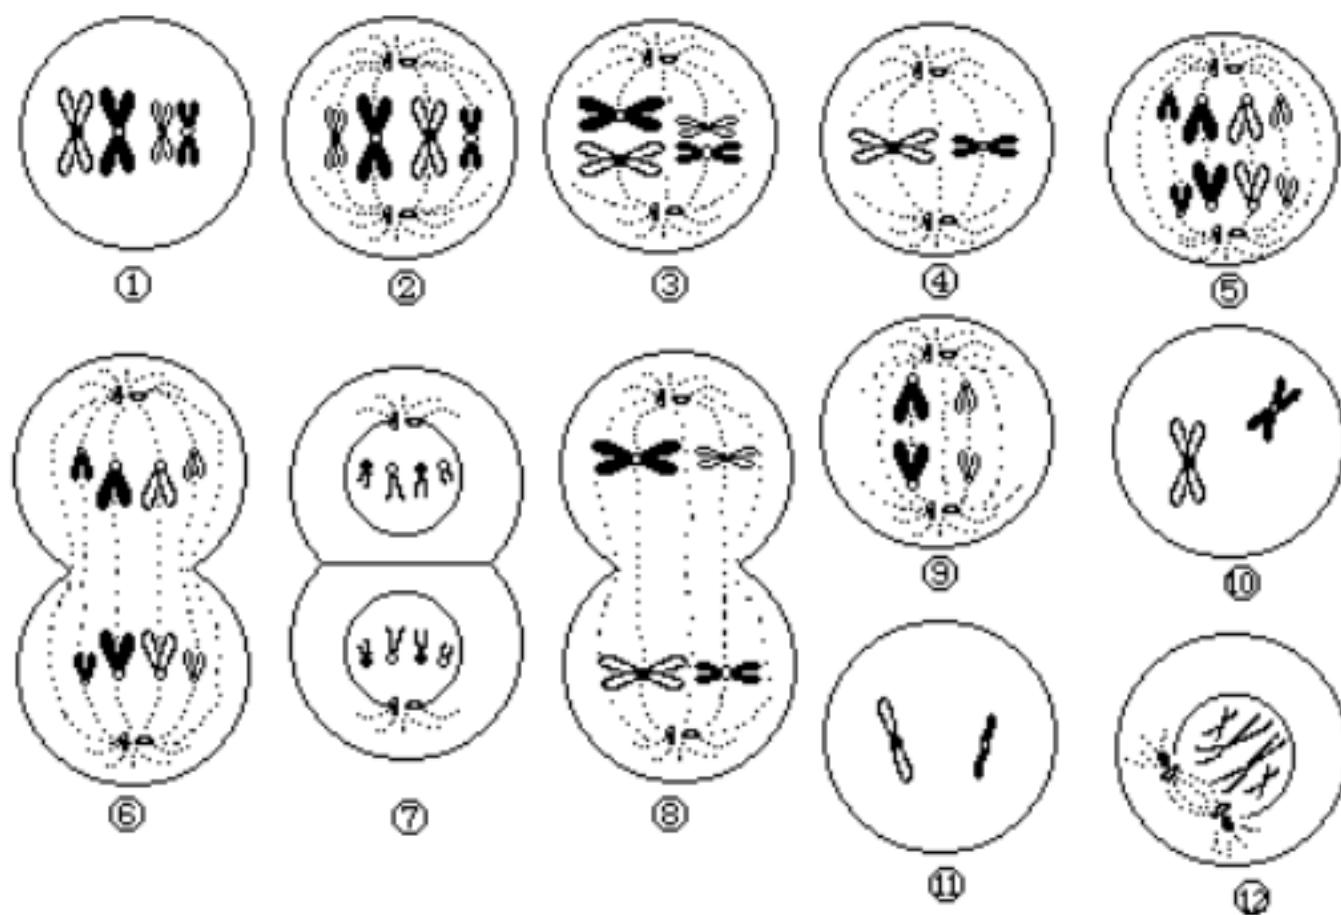 ① ② ③ ④ ⑤
⑥ ⑦ ⑧ ⑨ ⑩
⑪ ⑫